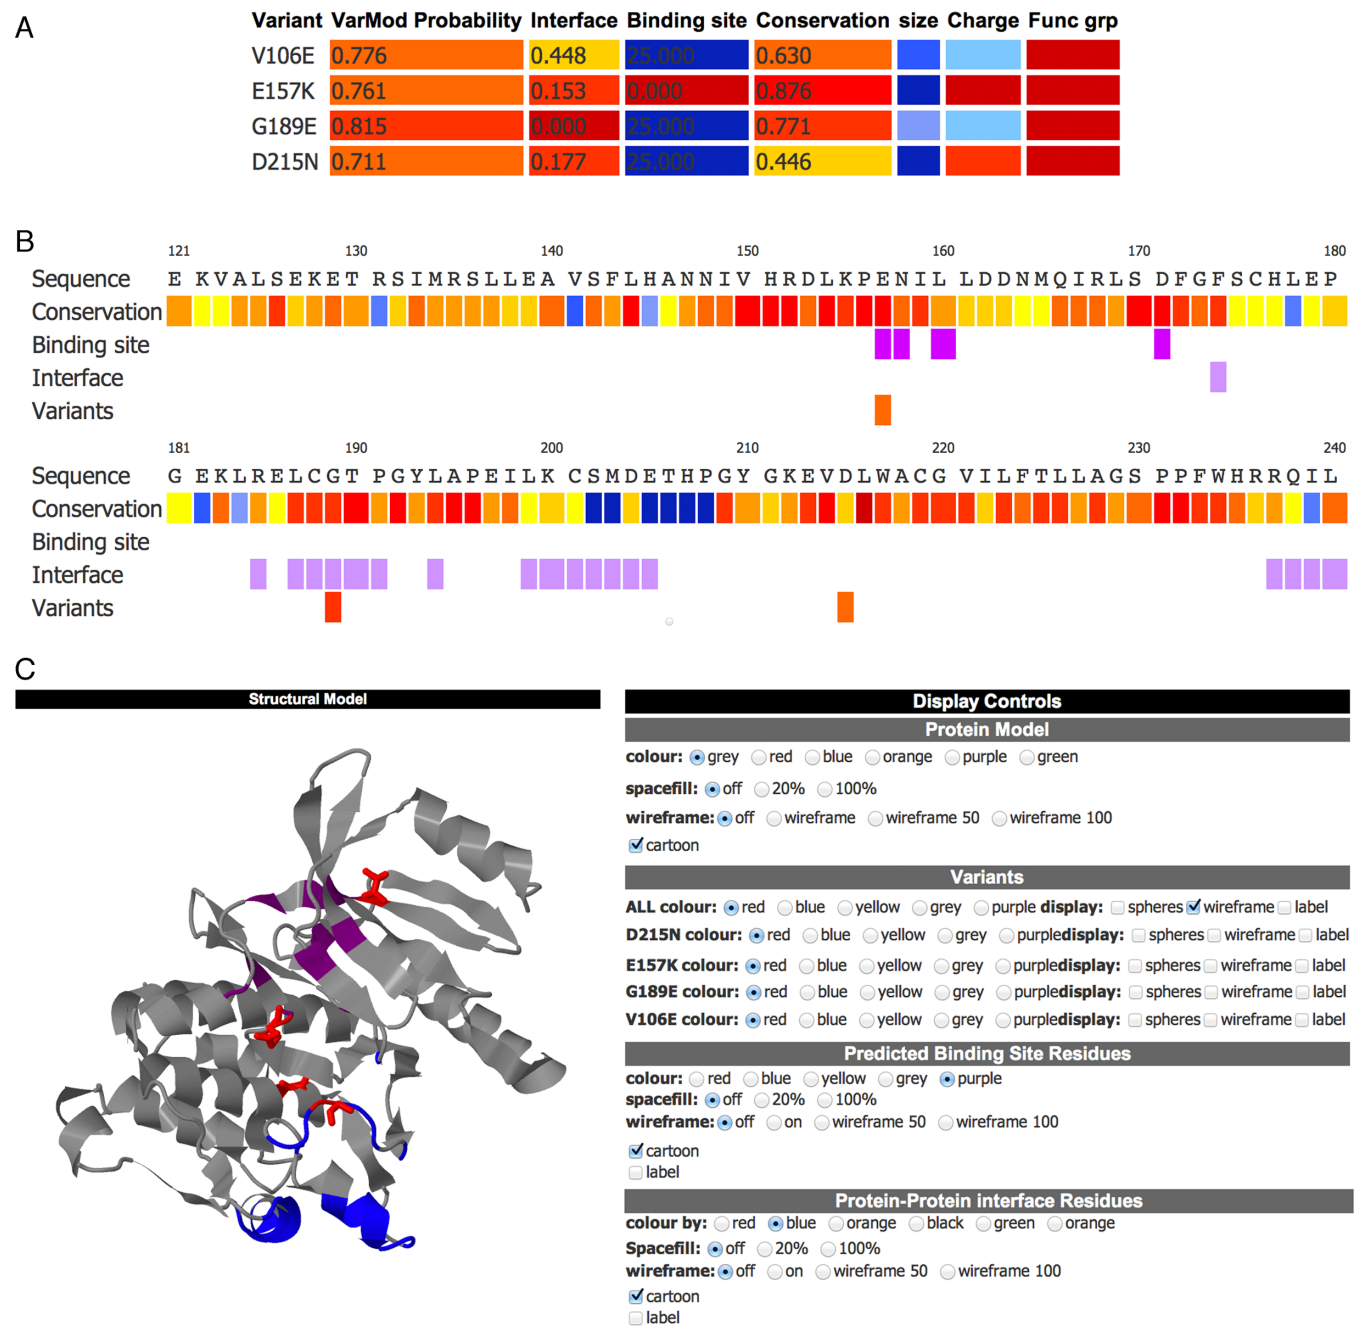 A
Variant VarMod Probability Interface Binding site Conservation size Charge Func grp
V106E 0.776 0.448 25.000 0.630
E157K 0.761 0.153 0.000 0.876
G189E 0.815 0.000 25.000 0.771
D215N 0.711 0.177 25.000 0.446
B
121 130 140 150 160 170 180
Sequence E KVALSEKET RSIMRSLLEA VSFLHANNIV HRDLKPENIL LDDNMQIRLS DFGFSCHLEP
Conservation
Binding site
Interface
Variants
181 190 200 210 220 230 240
Sequence G EKLRELCGT PGYLAPEILK CSMDETHPGY GKEVDLWACG VILFTLLAGS PPFWHRRQIL
Conservation
Binding site
Interface
Variants
C
Structural Model
Display Controls
Protein Model
colour: grey red blue orange purple green
spacefill: off 20% 100%
wireframe: off wireframe wireframe 50 wireframe 100
cartoon
Variants
ALL colour: red blue yellow grey purple display: spheres wireframe label
D215N colour: red blue yellow grey purpledisplay: spheres wireframe label
E157K colour: red blue yellow grey purpledisplay: spheres wireframe label
G189E colour: red blue yellow grey purpledisplay: spheres wireframe label
V106E colour: red blue yellow grey purpledisplay: spheres wireframe label
Predicted Binding Site Residues
colour: red blue yellow grey purple
spacefill: off 20% 100%
wireframe: off on wireframe 50 wireframe 100
cartoon
label
Protein-Protein interface Residues
colour by: red blue orange black green orange
Spacefill: off 20% 100%
wireframe: off on wireframe 50 wireframe 100
cartoon
label